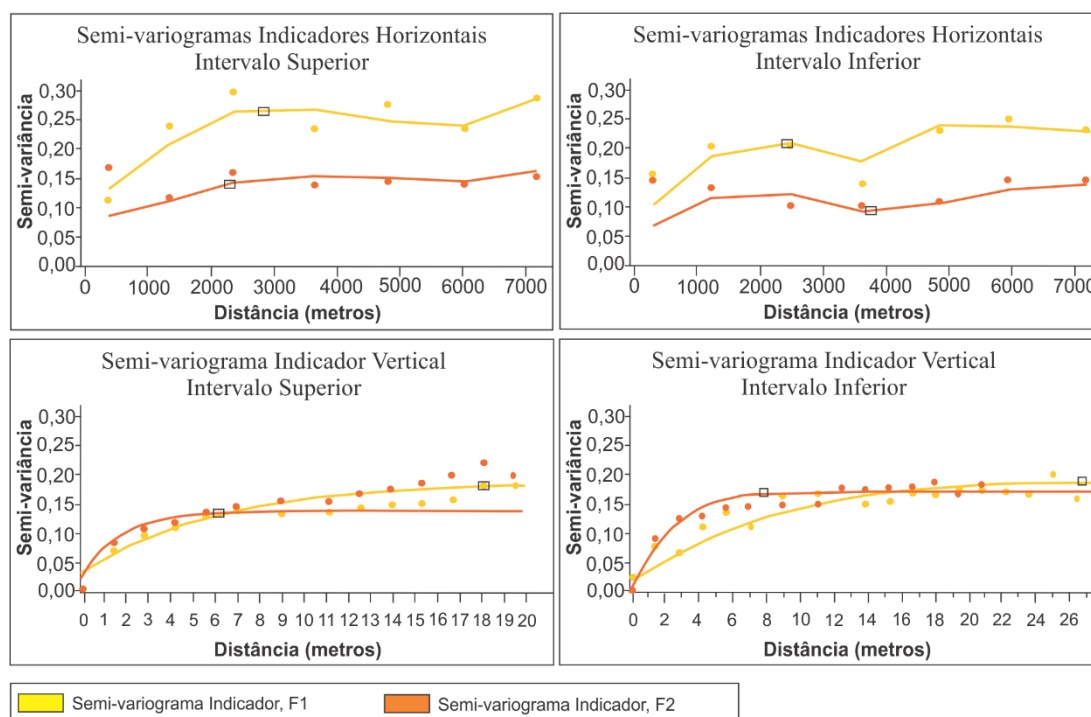 Semi-variogramas Indicadores Horizontais
Intervalo Superior
Semi-variância
0,30
0,25
0,20
0,15
0,10
0,05
0,00
0 1000 2000 3000 4000 5000 6000 7000
Distância (metros)
Semi-variogramas Indicadores Horizontais
Intervalo Inferior
Semi-variância
0,30
0,25
0,20
0,15
0,10
0,05
0,00
0 1000 2000 3000 4000 5000 6000 7000
Distância (metros)
Semi-variograma Indicador Vertical
Intervalo Superior
Semi-variância
0,30
0,25
0,20
0,15
0,10
0,05
0,00
0 1 2 3 4 5 6 7 8 9 10 11 12 13 14 15 16 17 18 19 20
Distância (metros)
Semi-variograma Indicador Vertical
Intervalo Inferior
Semi-variância
0,30
0,25
0,20
0,15
0,10
0,05
0,00
0 2 4 6 8 10 12 14 16 18 20 22 24 26
Distância (metros)
Semi-variograma Indicador, F1
Semi-variograma Indicador, F2